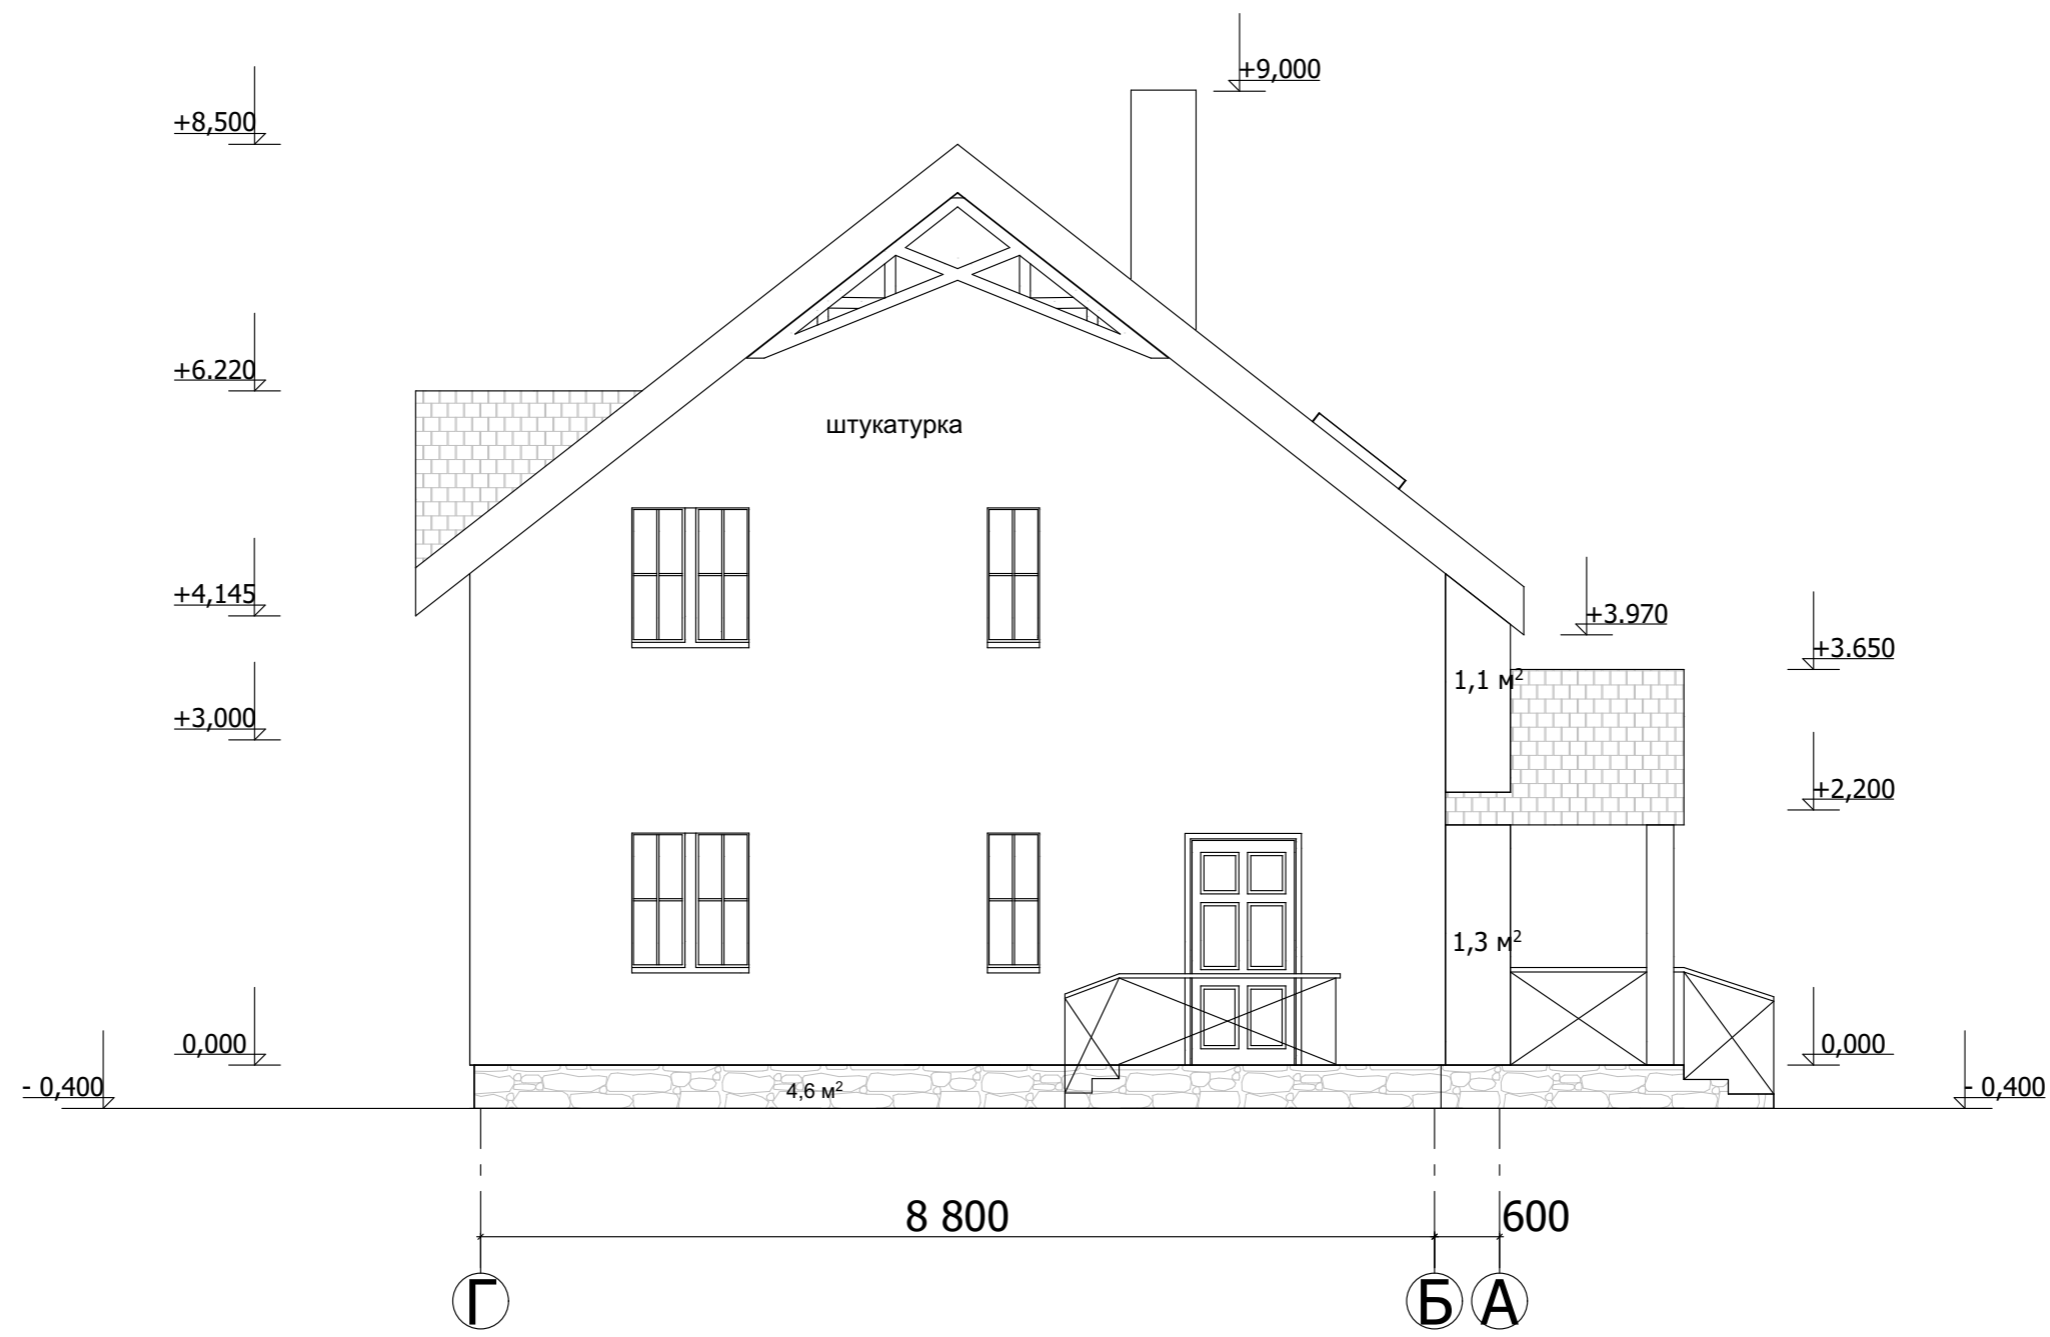 +9,000
+8,500
+6.220
штукатурка
+4,145
+3.970
+3.650
1,1 м²
+3,000
+2,200
1,3 м²
0,000
0,000
- 0,400
4,6 м²
- 0,400
8 800
600
Г
Б
А